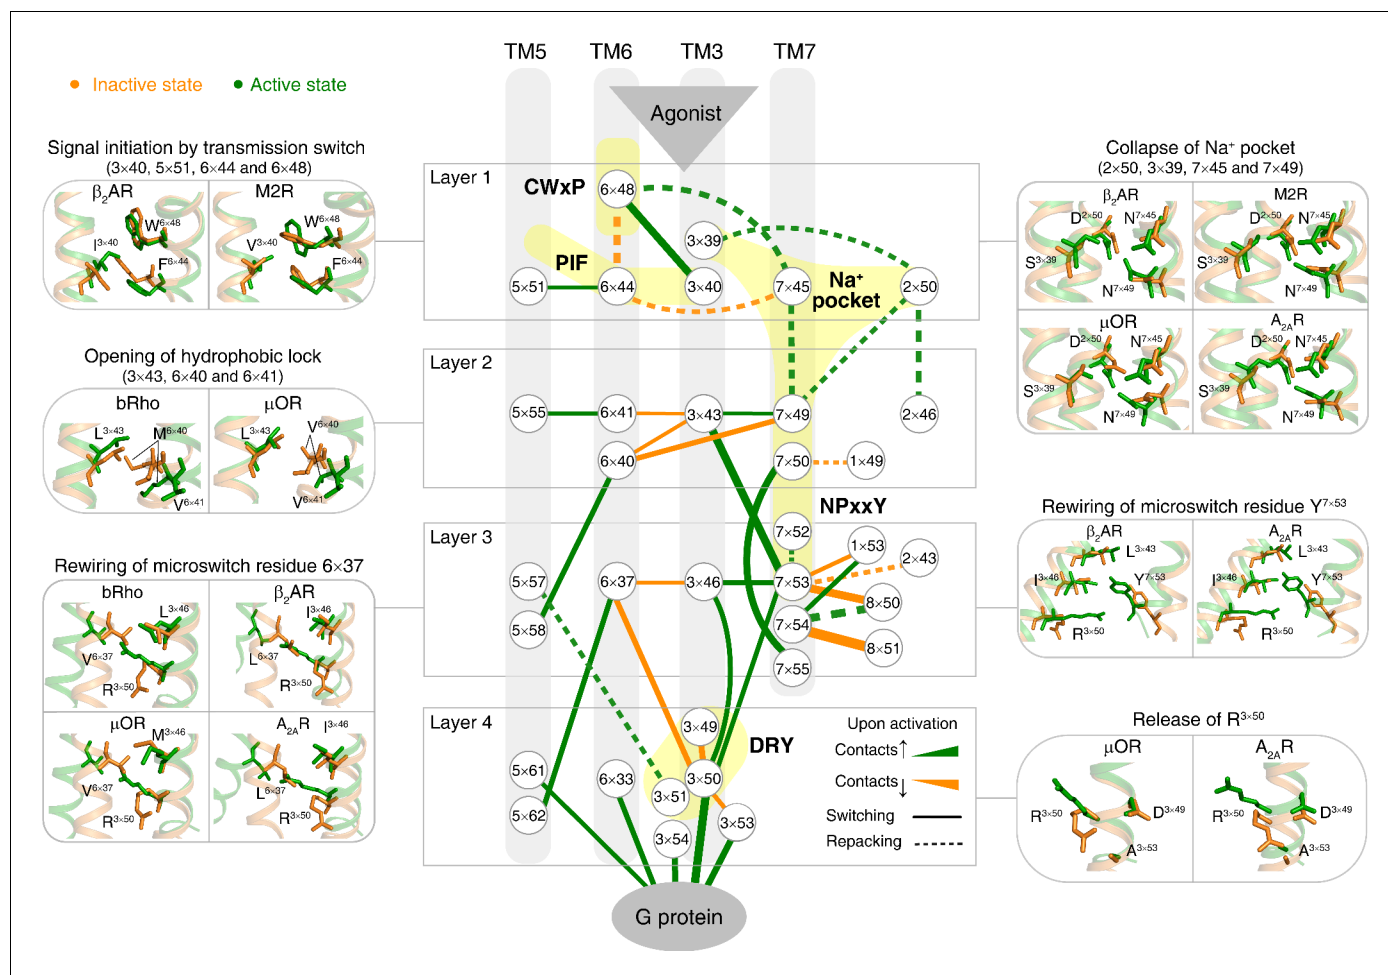 TM5 TM6 TM3 TM7
Inactive state Active state
Agonist
Signal initiation by transmission switch
(3×40, 5×51, 6×44 and 6×48)
β2AR M2R
W6×48 W6×48
I3×40 V3×40
F6×44 F6×44
Opening of hydrophobic lock
(3×43, 6×40 and 6×41)
bRho μOR
L3×43 M6×40 L3×43 V6×40
V6×41 V6×41
Rewiring of microswitch residue 6×37
bRho β2AR
L3×46 I3×46
V6×37 L6×37
R3×50 R3×50
μOR A2AR
M3×46 I3×46
V6×37 L6×37
R3×50 R3×50
Layer 1
CWxP
6×48
3×39
PIF
5×51 6×44 3×40 7×45
Na+
pocket
2×50
Layer 2
5×55 6×41 3×43 7×49 2×46
6×40 7×50 1×49
NPxxY
Layer 3
7×52
1×53
2×43
5×57 6×37 3×46 7×53
8×50
5×58 7×54
8×51
7×55
Layer 4
3×49
DRY
5×61 6×33 3×50
3×51
5×62 3×53
3×54
G protein
Upon activation
Contacts↑
Contacts
↓
Switching
Repacking
Collapse of Na+ pocket
(2×50, 3×39, 7×45 and 7×49)
β2AR M2R
D2×50 N7×45 D2×50 N7×45
S3×39 S3×39
N7×49 N7×49
μOR A2AR
D2×50 N7×45 D2×50 N7×45
S3×39 S3×39
N7×49 N7×49
Rewiring of microswitch residue Y7×53
β2AR A2AR
L3×43 L3×43
I3×46 Y7×53 I3×46 Y7×53
R3×50 R3×50
Release of R3×50
μOR A2AR
R3×50 D3×49 R3×50 D3×49
A3×53 A3×53